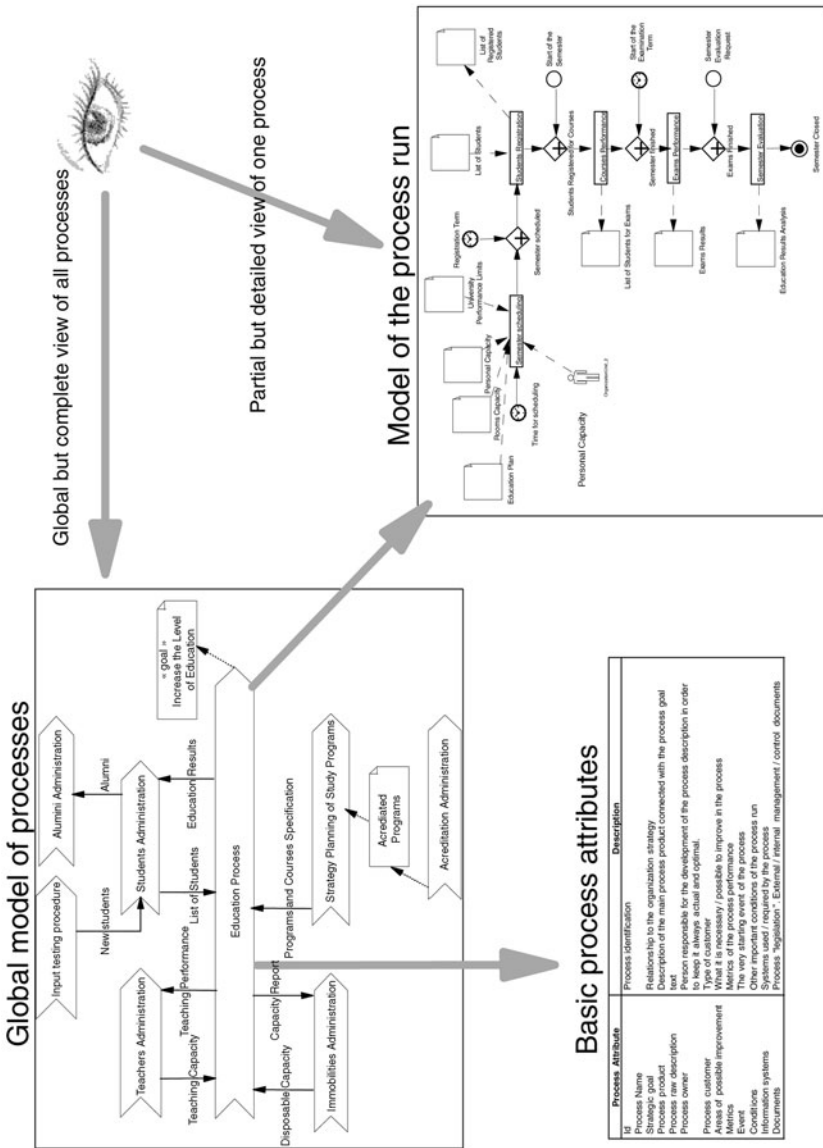 Global but complete view of all processes
Partial but detailed view of one process
Global model of processes
Input testing procedure
Alumini Administration
New students
Alumni
Teachers Administration
Students Administration
Teaching Capacity
Teaching Performance
List of Students
Education Results
« goal »
Increase the Level
of Education
Education Process
Disposable Capacity
Capacity Report
Programs and Courses Specification
Immobilities Administration
Strategy Planning of Study Programs
Acrediated
Programs
Acreditation Administration
Model of the process run
Education Plan
Rooms Capacity
Personal Capacity
University
Performance Limits
Registration Term
List of Students
List of
Registered
Students
Time for scheduling
Semester scheduling
Semester scheduled
Students Registration
Start of the
Semester
Students Registered for Courses
Personal Capacity
OrganizationUnit_2
List of Students for Exams
Courses Performance
Start of the
Examination
Term
Semester finished
Exams Results
Exams Performance
Semester
Evaluation
Request
Exams Finished
Education Results Analysis
Semester Evaluation
Semester Closed
Basic process attributes
Process Attribute Description
Id Process identification
Process Name
Strategic goal Relationship to the organization strategy
Process product Description of the main process product connected with the process goal
Process raw description text
Process owner Person responsible for the development of the process description in order
to keep it always actual and optimal.
Process customer Type of customer
Areas of possible improvement What it is necessary / possible to improve in the process
Metrics Metrics of the process performance
Event The very starting event of the process
Conditions Other important conditions of the process run
Information systems Systems used / required by the process
Documents Process "legislation". External / internal management / control documents